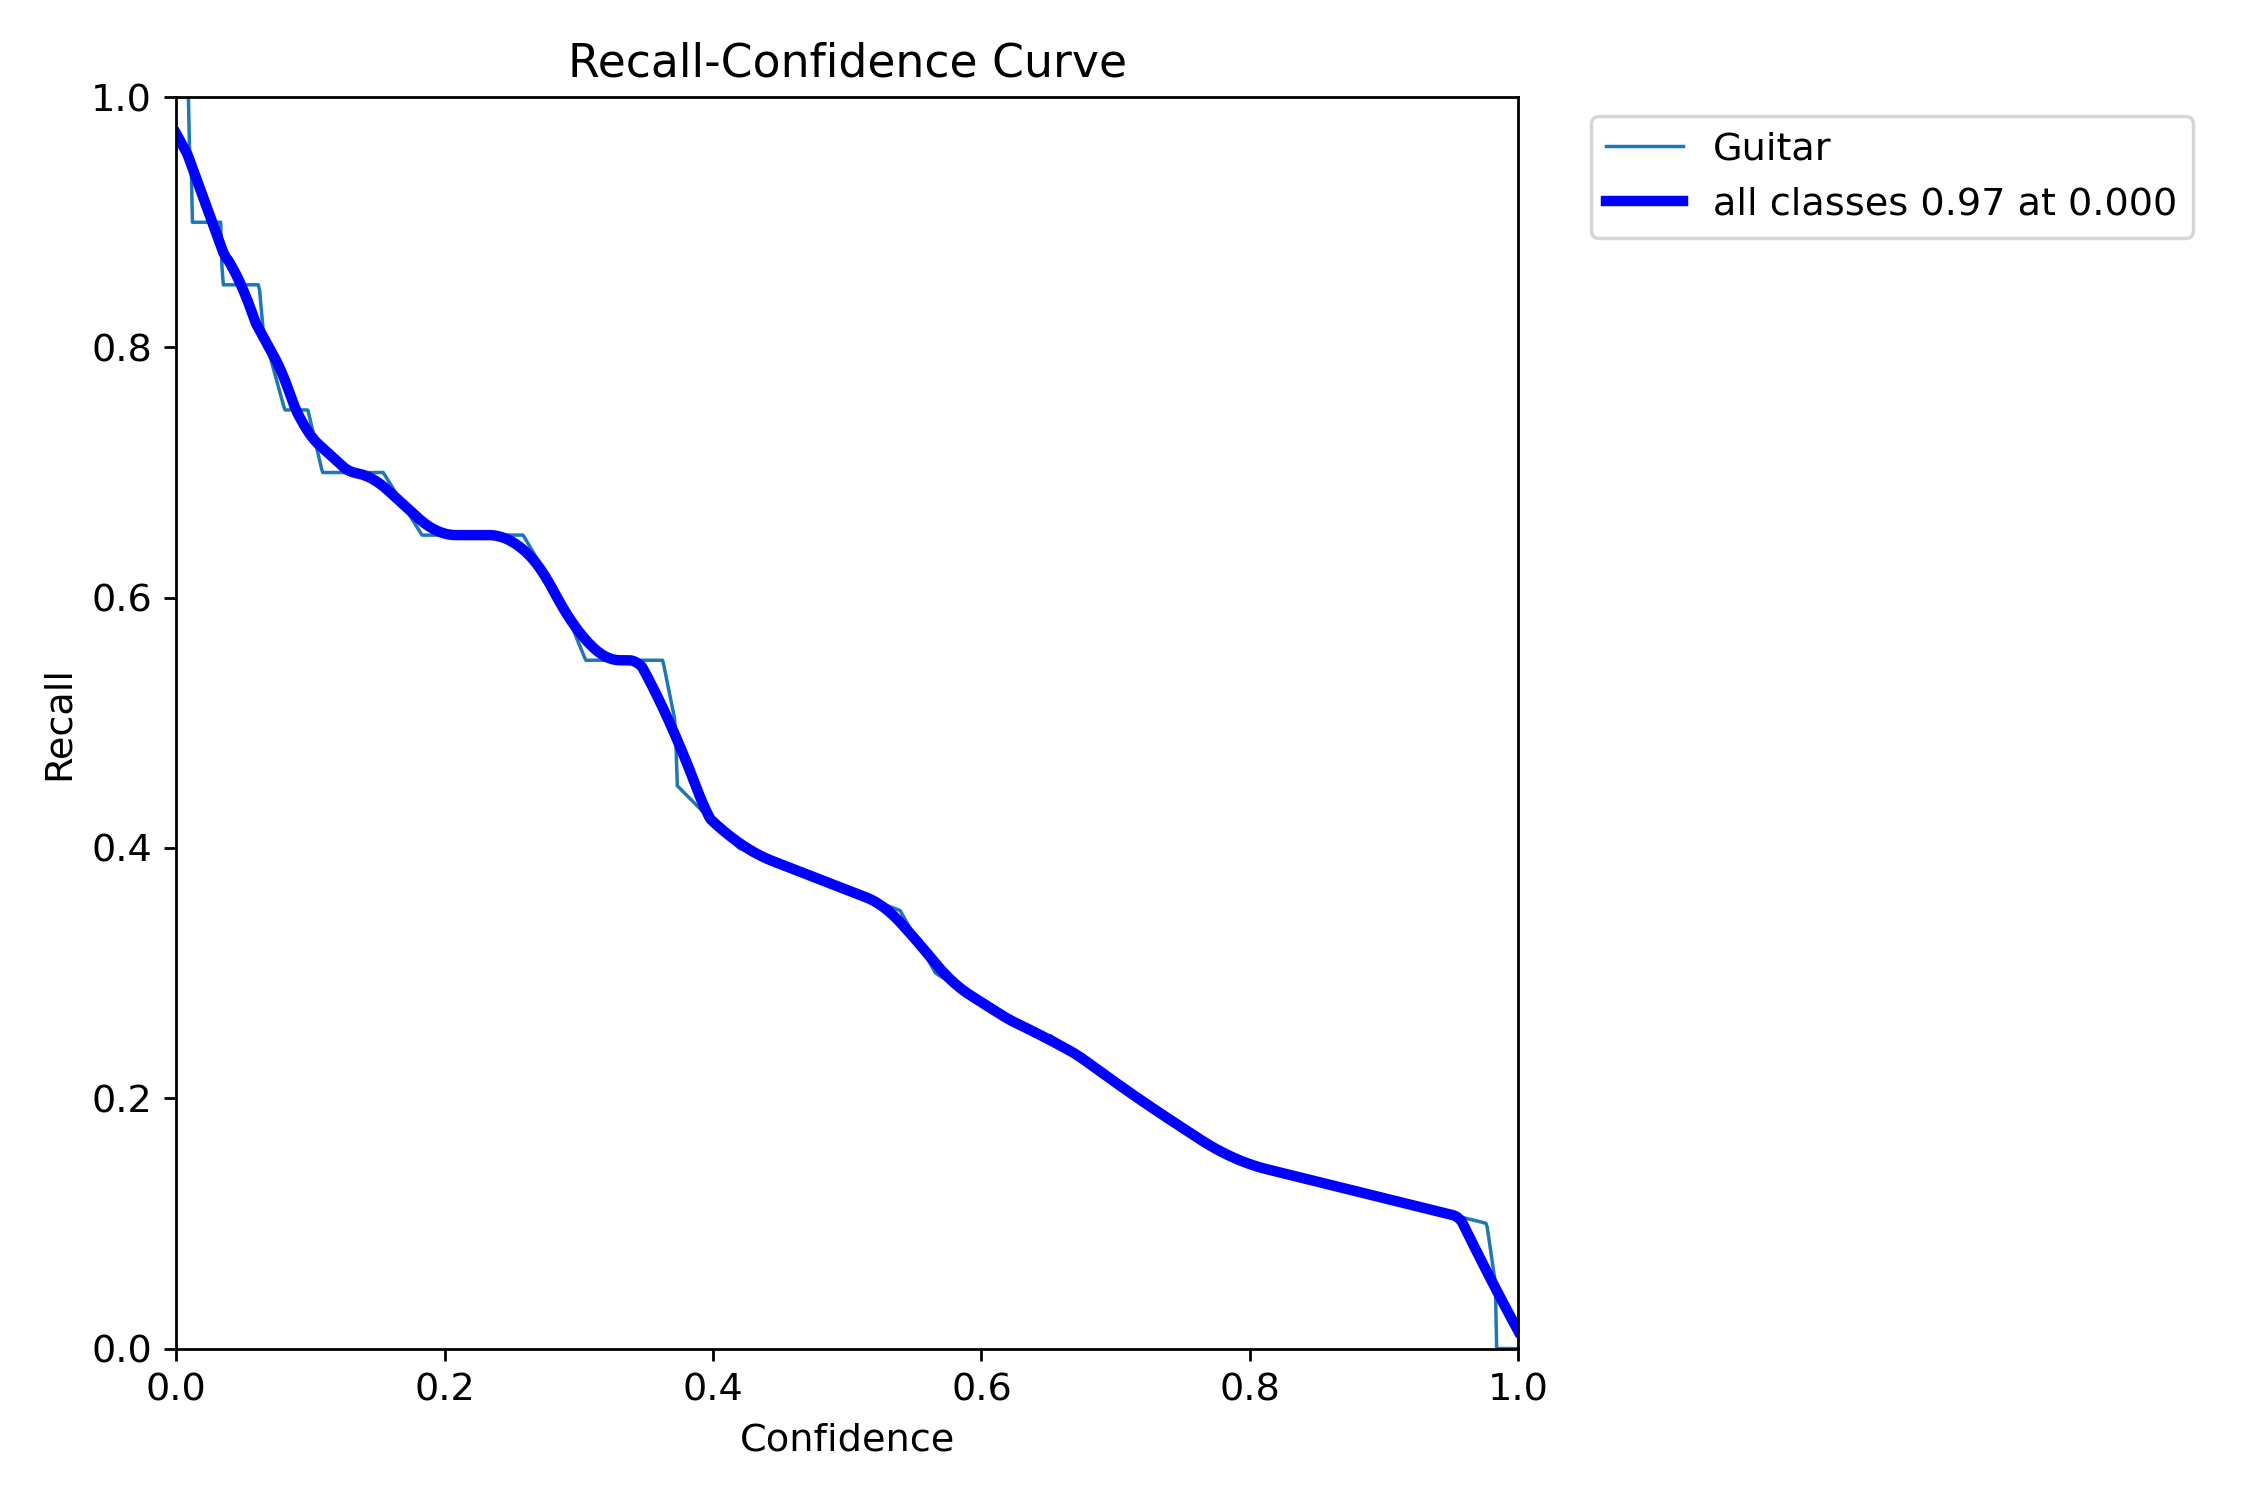 Recall-Confidence Curve
1.0
0.8
0.6
0.4
0.2
0.0
Recall
0.0 0.2 0.4 0.6 0.8 1.0
Confidence
Guitar
all classes 0.97 at 0.000